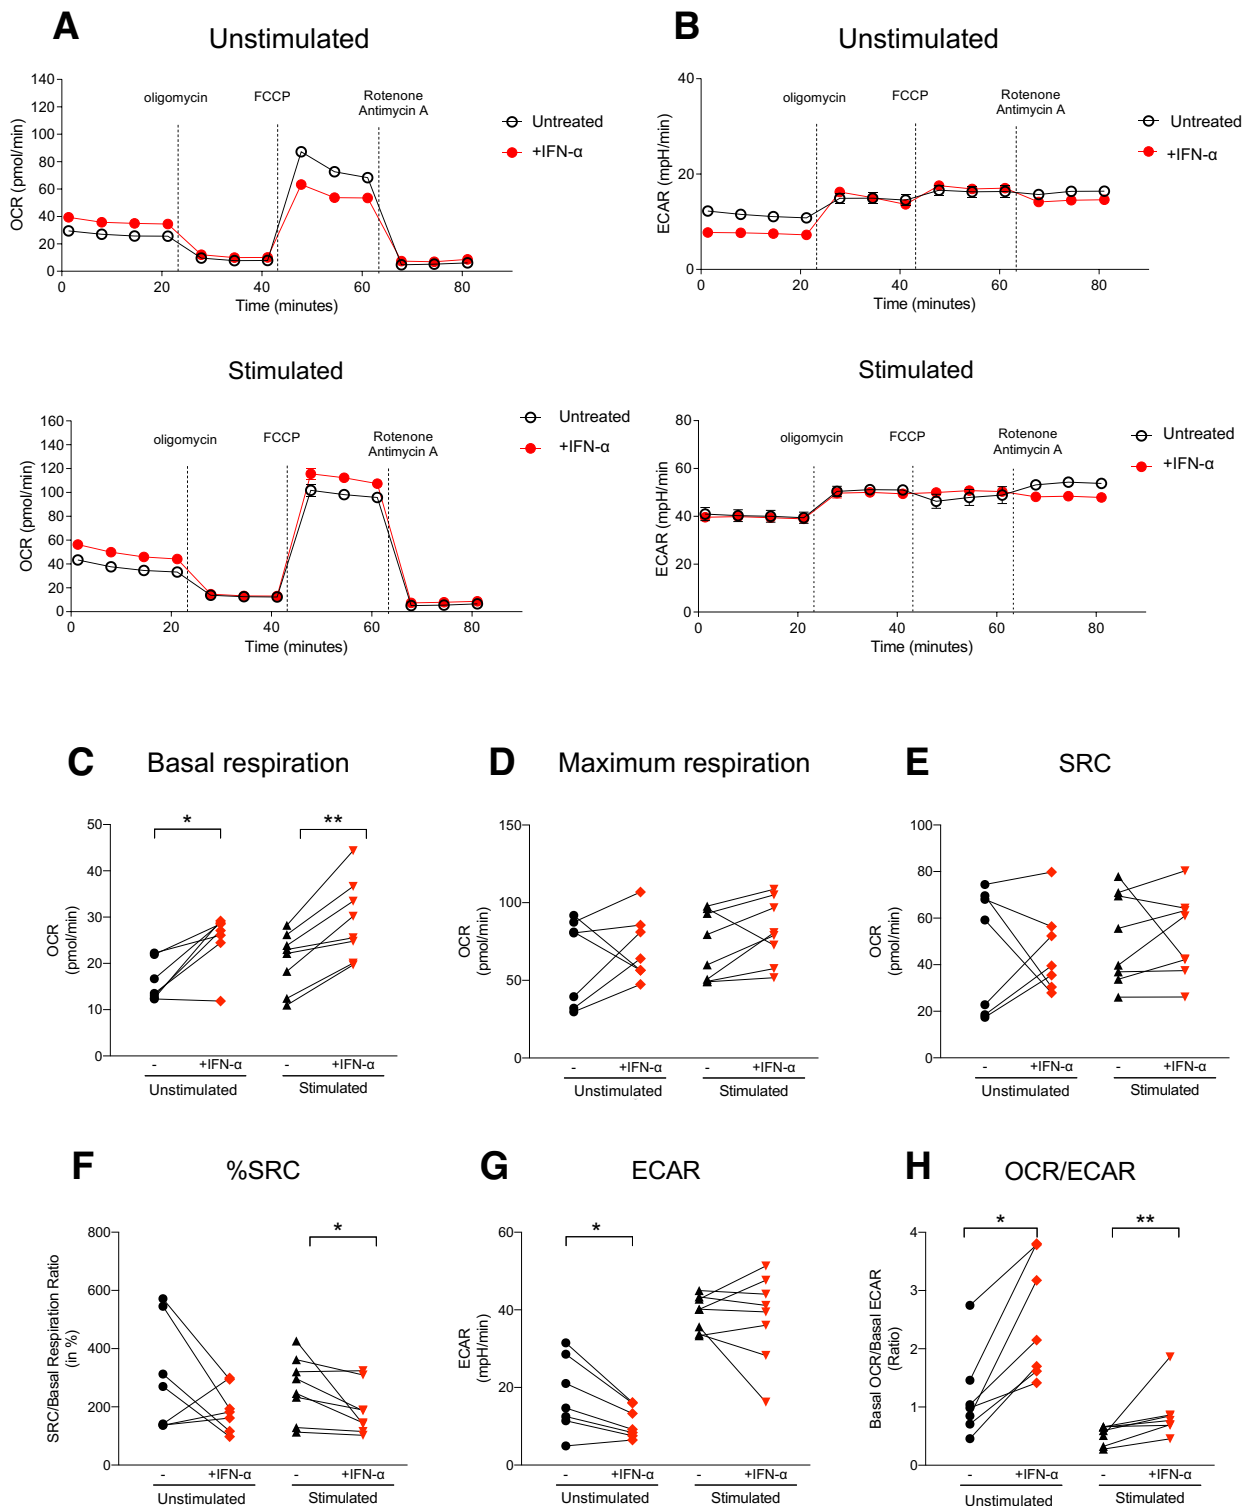 A
Unstimulated
140
120
100
80
60
40
20
0
OCR (pmol/min)
oligomycin
FCCP
Rotenone
Antimycin A
Untreated
+IFN-α
0
20
40
60
80
Time (minutes)
B
Unstimulated
40
20
0
ECAR (mpH/min)
oligomycin
FCCP
Rotenone
Antimycin A
Untreated
+IFN-α
0
20
40
60
80
Time (minutes)
Stimulated
160
140
120
100
80
60
40
20
0
OCR (pmol/min)
oligomycin
FCCP
Rotenone
Antimycin A
Untreated
+IFN-α
0
20
40
60
80
Time (minutes)
Stimulated
80
60
40
20
0
ECAR (mpH/min)
oligomycin
FCCP
Rotenone
Antimycin A
Untreated
+IFN-α
0
20
40
60
80
Time (minutes)
C
Basal respiration
50
40
30
20
10
0
OCR
(pmol/min)
*
**
- +IFN-α - +IFN-α
Unstimulated Stimulated
D
Maximum respiration
150
100
50
0
OCR
(pmol/min)
- +IFN-α - +IFN-α
Unstimulated Stimulated
E
SRC
100
80
60
40
20
0
OCR
(pmol/min)
- +IFN-α - +IFN-α
Unstimulated Stimulated
F
%SRC
800
600
400
200
0
SRC/Basal Respiration Ratio
(in %)
*
- +IFN-α - +IFN-α
Unstimulated Stimulated
G
ECAR
60
40
20
0
ECAR
(mpH/min)
*
- +IFN-α - +IFN-α
Unstimulated Stimulated
H
OCR/ECAR
4
3
2
1
0
Basal OCR/Basal ECAR
(Ratio)
*
**
- +IFN-α - +IFN-α
Unstimulated Stimulated